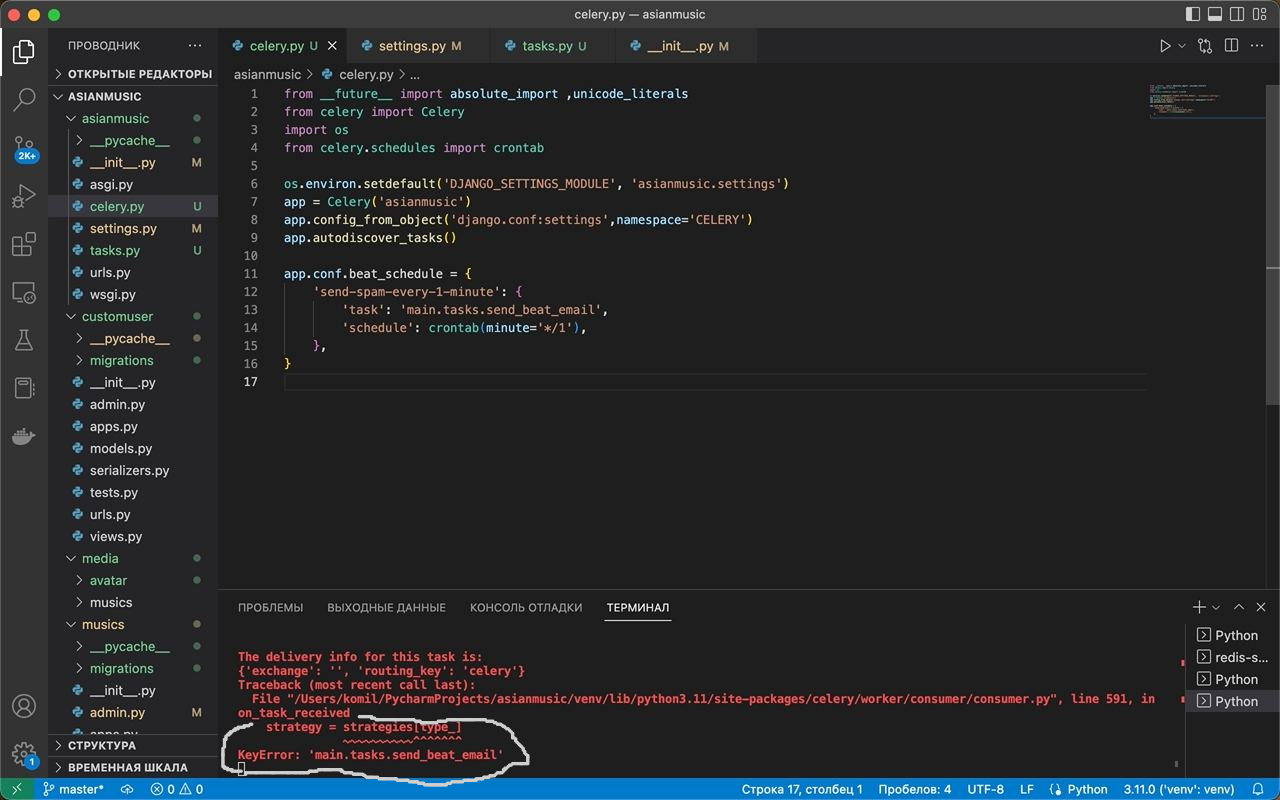 celery.py — asianmusic
ПРОВОДНИК ...
ОТКРЫТЫЕ РЕДАКТОРЫ
ASIANMUSIC
asianmusic
__pycache__
__init__.py M
asgi.py
celery.py U
settings.py M
tasks.py U
urls.py
wsgi.py
customuser
__pycache__
migrations
__init__.py
admin.py
apps.py
models.py
serializers.py
tests.py
urls.py
views.py
media
avatar
musics
musics
__pycache__
migrations
__init__.py
admin.py M
apps.py
СТРУКТУРА
ВРЕМЕННАЯ ШКАЛА
2K+
1
celery.py U settings.py M tasks.py U __init__.py M
asianmusic > celery.py > ...
1 from __future__ import absolute_import ,unicode_literals
2 from celery import Celery
3 import os
4 from celery.schedules import crontab
5
6 os.environ.setdefault('DJANGO_SETTINGS_MODULE', 'asianmusic.settings')
7 app = Celery('asianmusic')
8 app.config_from_object('django.conf:settings',namespace='CELERY')
9 app.autodiscover_tasks()
10
11 app.conf.beat_schedule = {
12 'send-spam-every-1-minute': {
13 'task': 'main.tasks.send_beat_email',
14 'schedule': crontab(minute='*/1'),
15 },
16 }
17
ПРОБЛЕМЫ ВЫХОДНЫЕ ДАННЫЕ КОНСОЛЬ ОТЛАДКИ ТЕРМИНАЛ
The delivery info for this task is:
{'exchange': '', 'routing_key': 'celery'}
Traceback (most recent call last):
File "/Users/komil/PycharmProjects/asianmusic/venv/lib/python3.11/site-packages/celery/worker/consumer/consumer.py", line 591, in
on_task_received
strategy = strategies[type_]
~~~~~~~~~~^^^^^^^
KeyError: 'main.tasks.send_beat_email'
Python
redis-s...
Python
Python
master* 0 0 Строка 17, столбец 1 Пробелов: 4 UTF-8 LF Python 3.11.0 ('venv': venv)